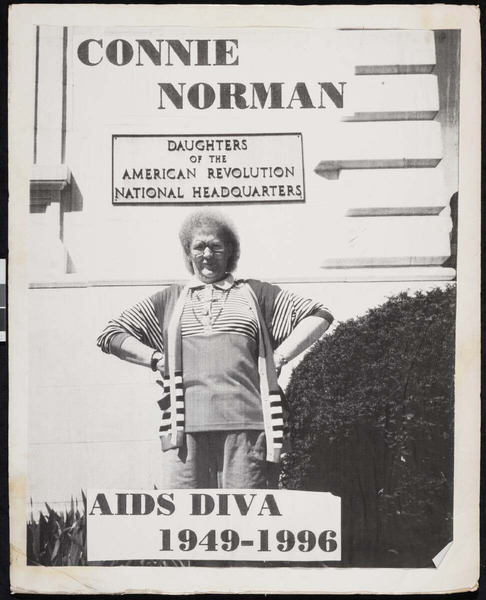 CONNIE
NORMAN
DAUGHTERS
OF THE
AMERICAN REVOLUTION
NATIONAL HEADQUARTERS
AIDS DIVA
1949-1996